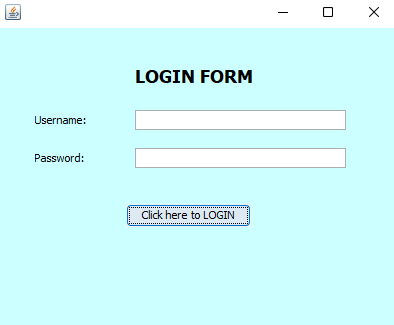 LOGIN FORM
Username:
Password:
Click here to LOGIN